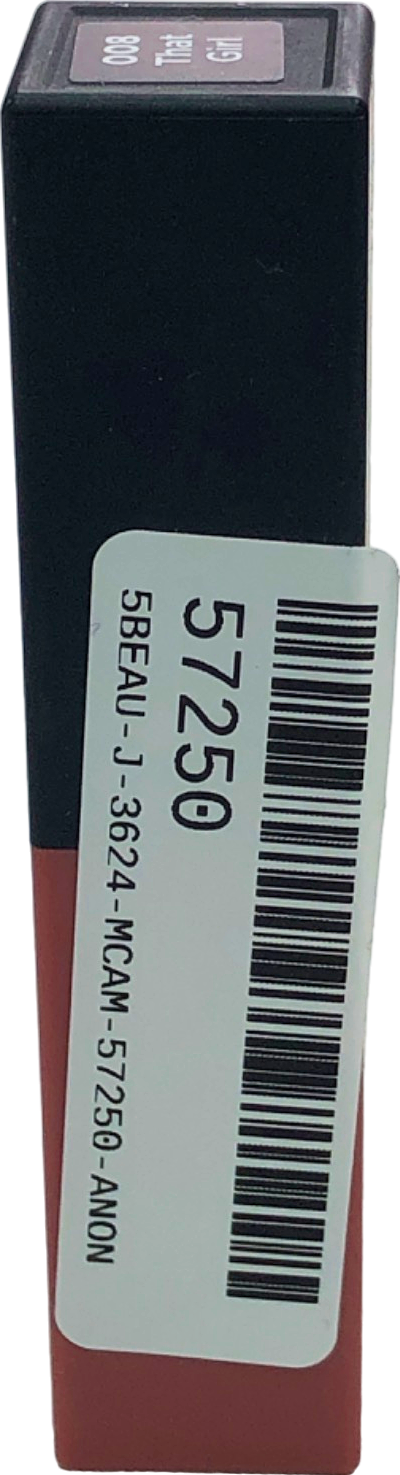 008
That
Girl
57250
5BEAU-J-3624-MCAM-57250-ANON